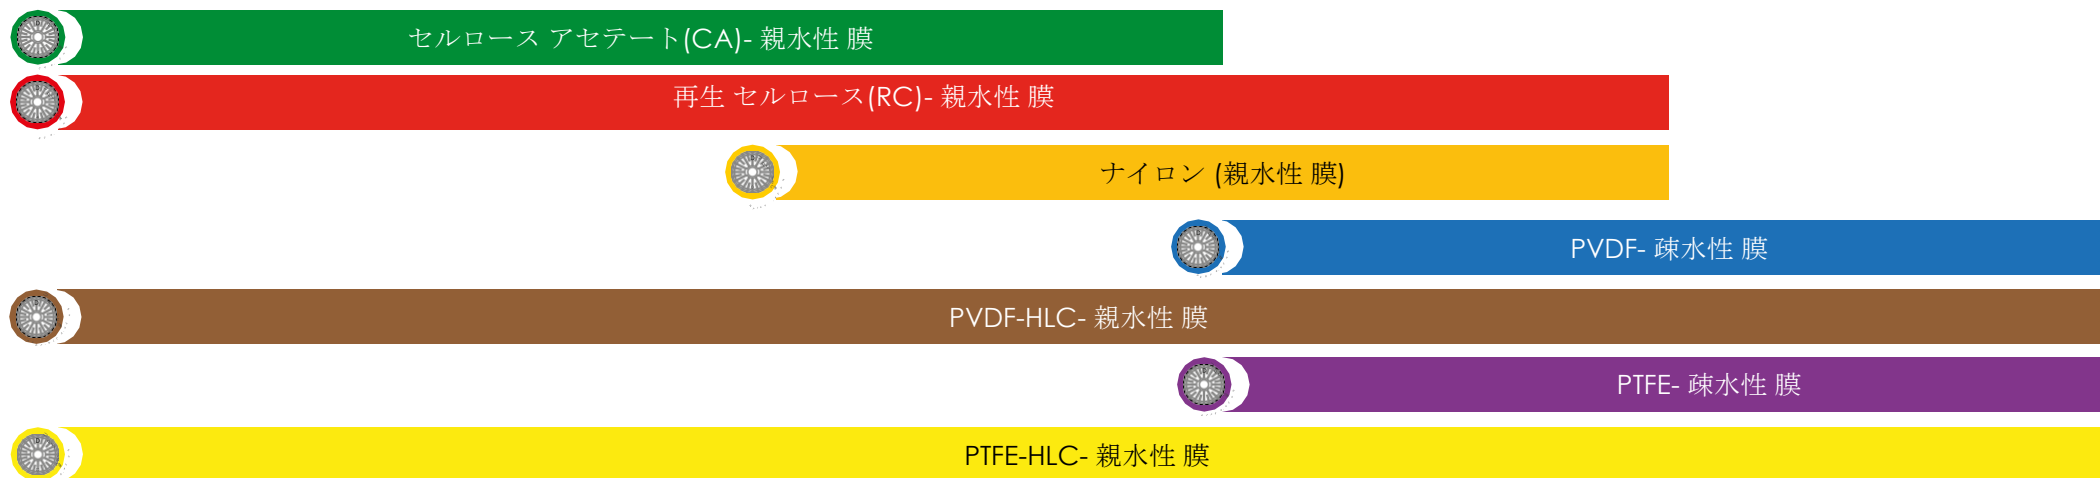 セルロース アセテート(CA)- 親水性 膜
再生 セルロース(RC)- 親水性 膜
ナイロン (親水性 膜)
PVDF- 疎水性 膜
PVDF-HLC- 親水性 膜
PTFE- 疎水性 膜
PTFE-HLC- 親水性 膜